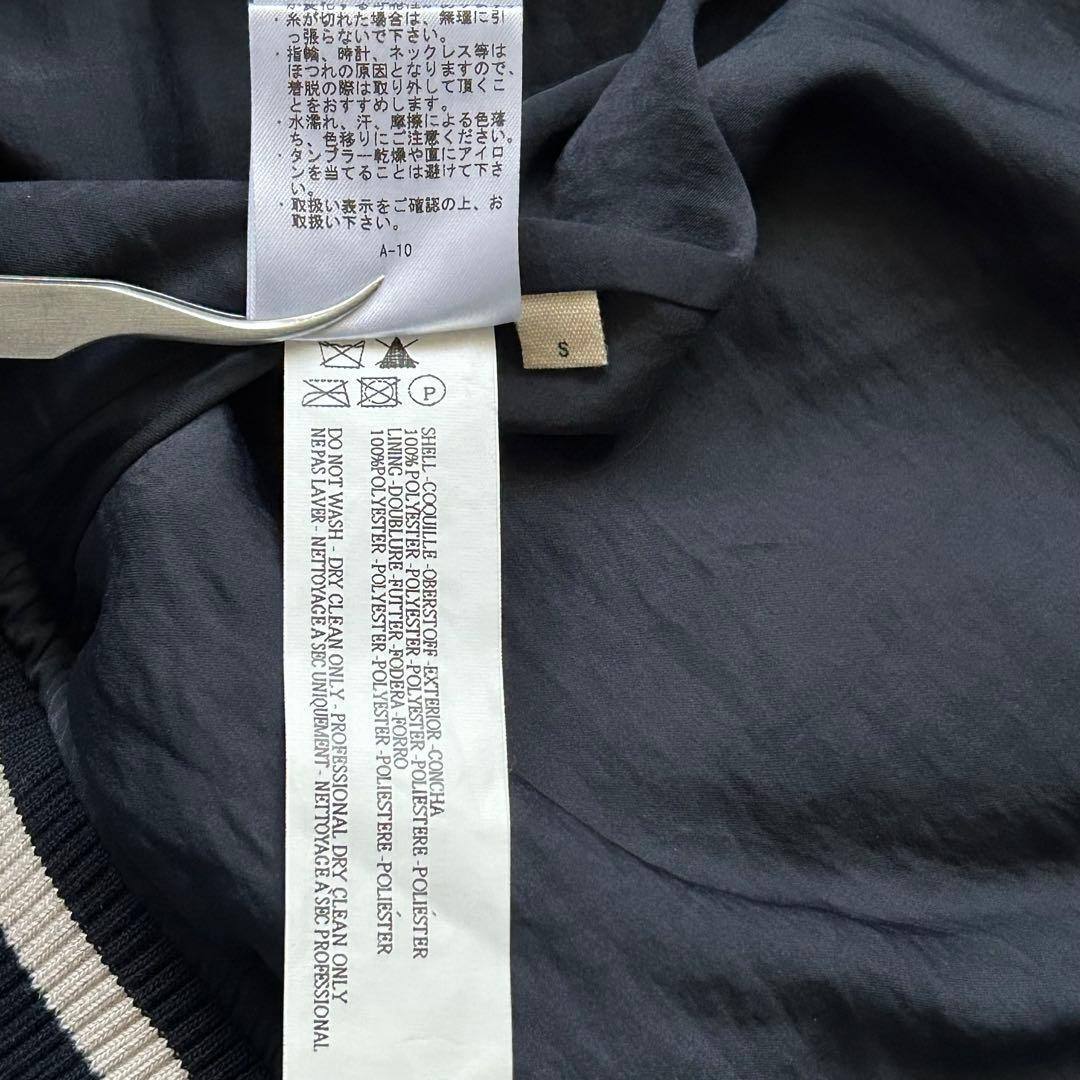 ・糸が切れた場合は、無理に引
っ張らないで下さい。
・指輪、時計、ネックレス等は
ほつれの原因となりますので、
着脱の際は取り外して頂くこ
とをおすすめします。
・水濡れ、汗、摩擦による色落
ち、色移りにご注意ください。
・タンブラー乾燥や直にアイロ
ンを当てることは避けて下さ
い。
・取扱い表示をご確認の上、お
取扱い下さい。
A-10
S
P
SHELL -COQUILLE -OBERSTOFF -EXTERIOR -CONCHA
100% POLYESTER -POLYESTER -POLYESTER -POLIESTERE -POLIÉSTER
LINING -DOUBLURE -FUTTER -FODERA -FORRO
100%POLYESTER -POLYESTER -POLYESTER -POLIESTERE -POLIÉSTER
DO NOT WASH - DRY CLEAN ONLY - PROFESSIONAL DRY CLEAN ONLY
NE PAS LAVER - NETTOYAGE À SEC UNIQUEMENT - NETTOYAGE À SEC PROFESSIONAL